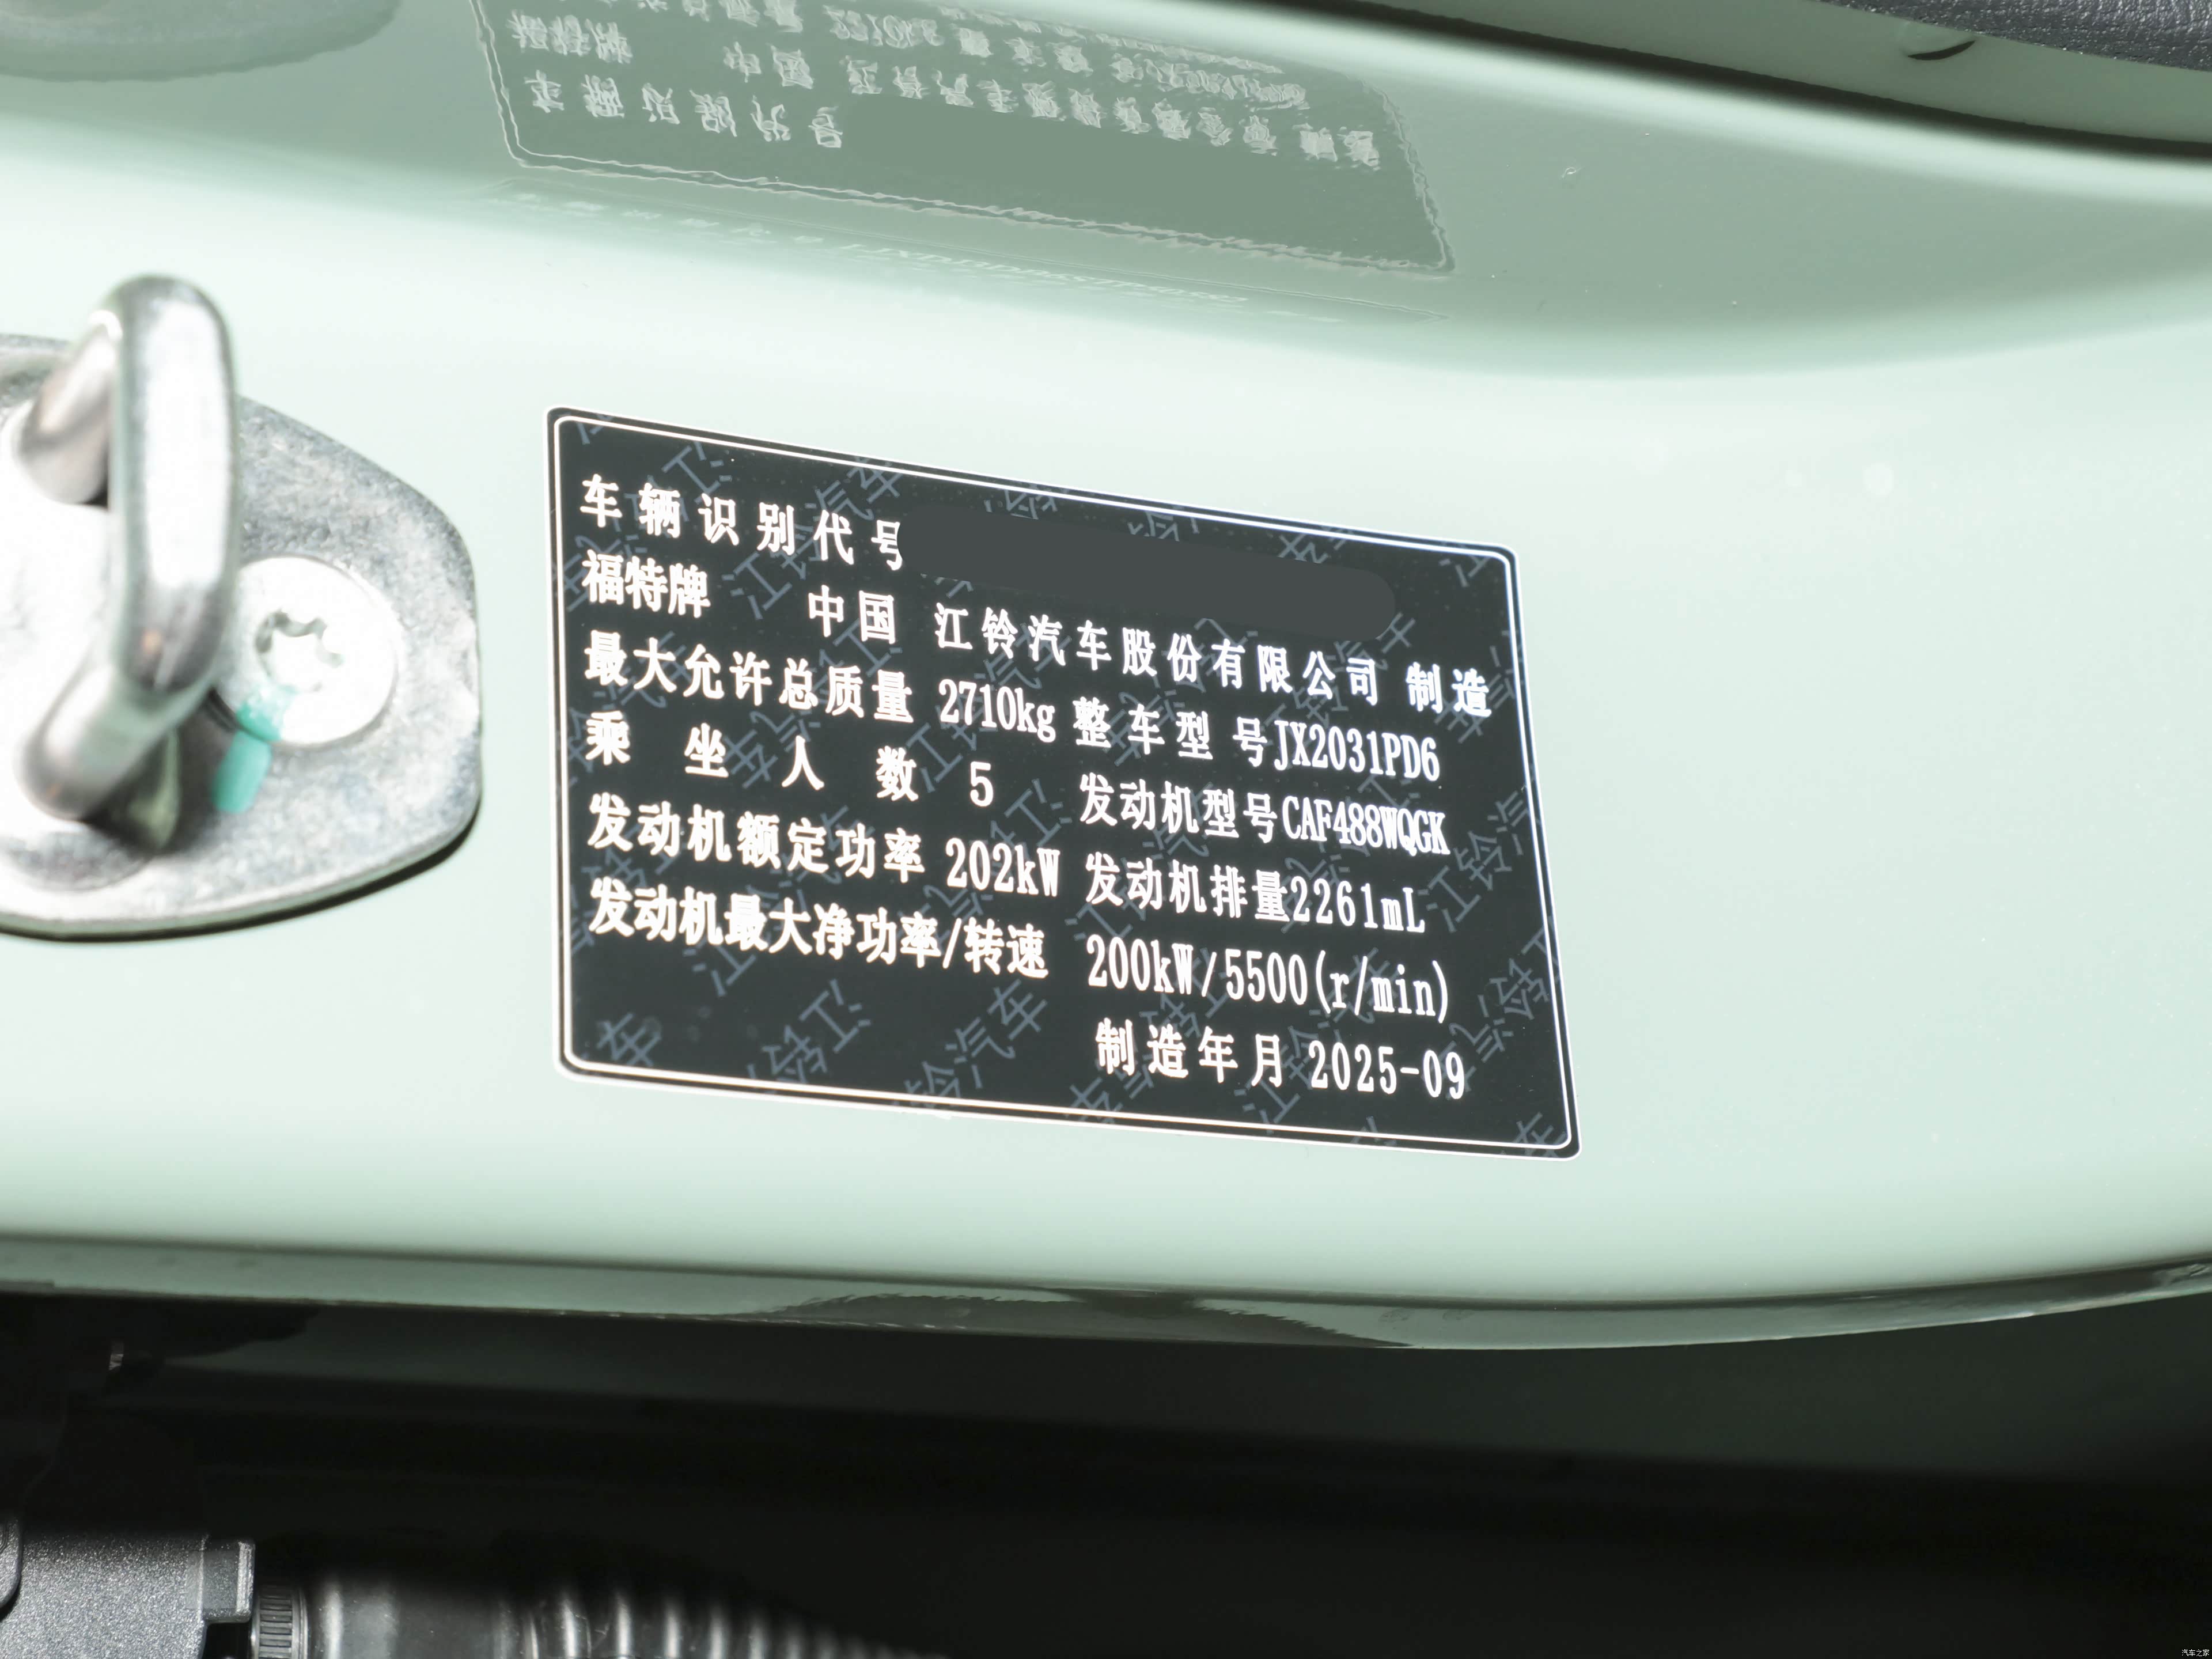 车辆识别代号
福特牌 中国 江铃汽车股份有限公司 制造
最大允许总质量 2710kg 整车型号JX2031PD6
乘坐人数 5 发动机型号CAF488WQGK
发动机额定功率 202kW 发动机排量2261mL
发动机最大净功率/转速 200kW/5500(r/min)
制造年月 2025-09
汽车之家